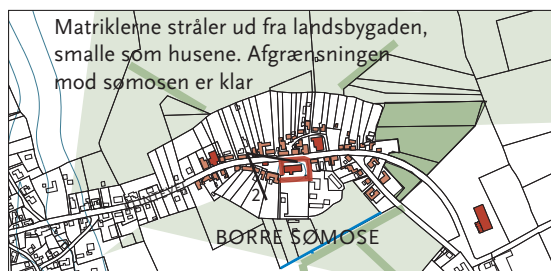 Matriklerne stråler ud fra landsbygaden,
smalle som husene. Afgrænsningen
mod sømosen er klar
2
BORRE SØMOSE